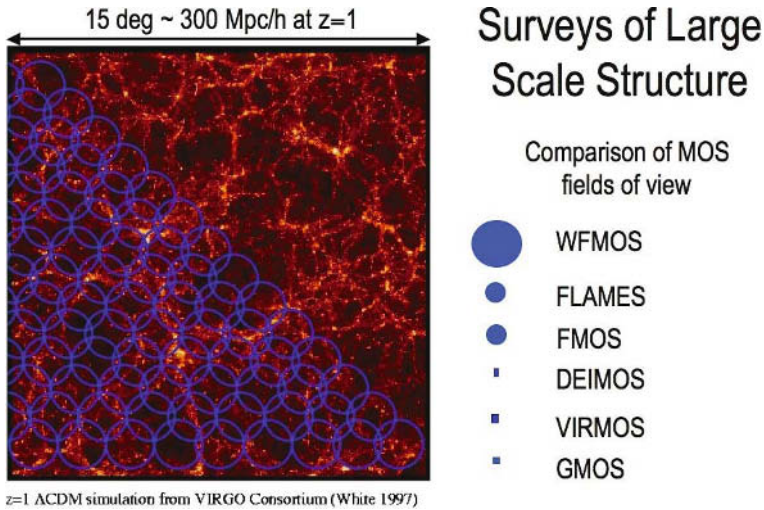 15 deg ~ 300 Mpc/h at z=1
Surveys of Large
Scale Structure
Comparison of MOS
fields of view
WFMOS
FLAMES
FMOS
DEIMOS
VIRMOS
GMOS
z=1 ΛCDM simulation from VIRGO Consortium (White 1997)